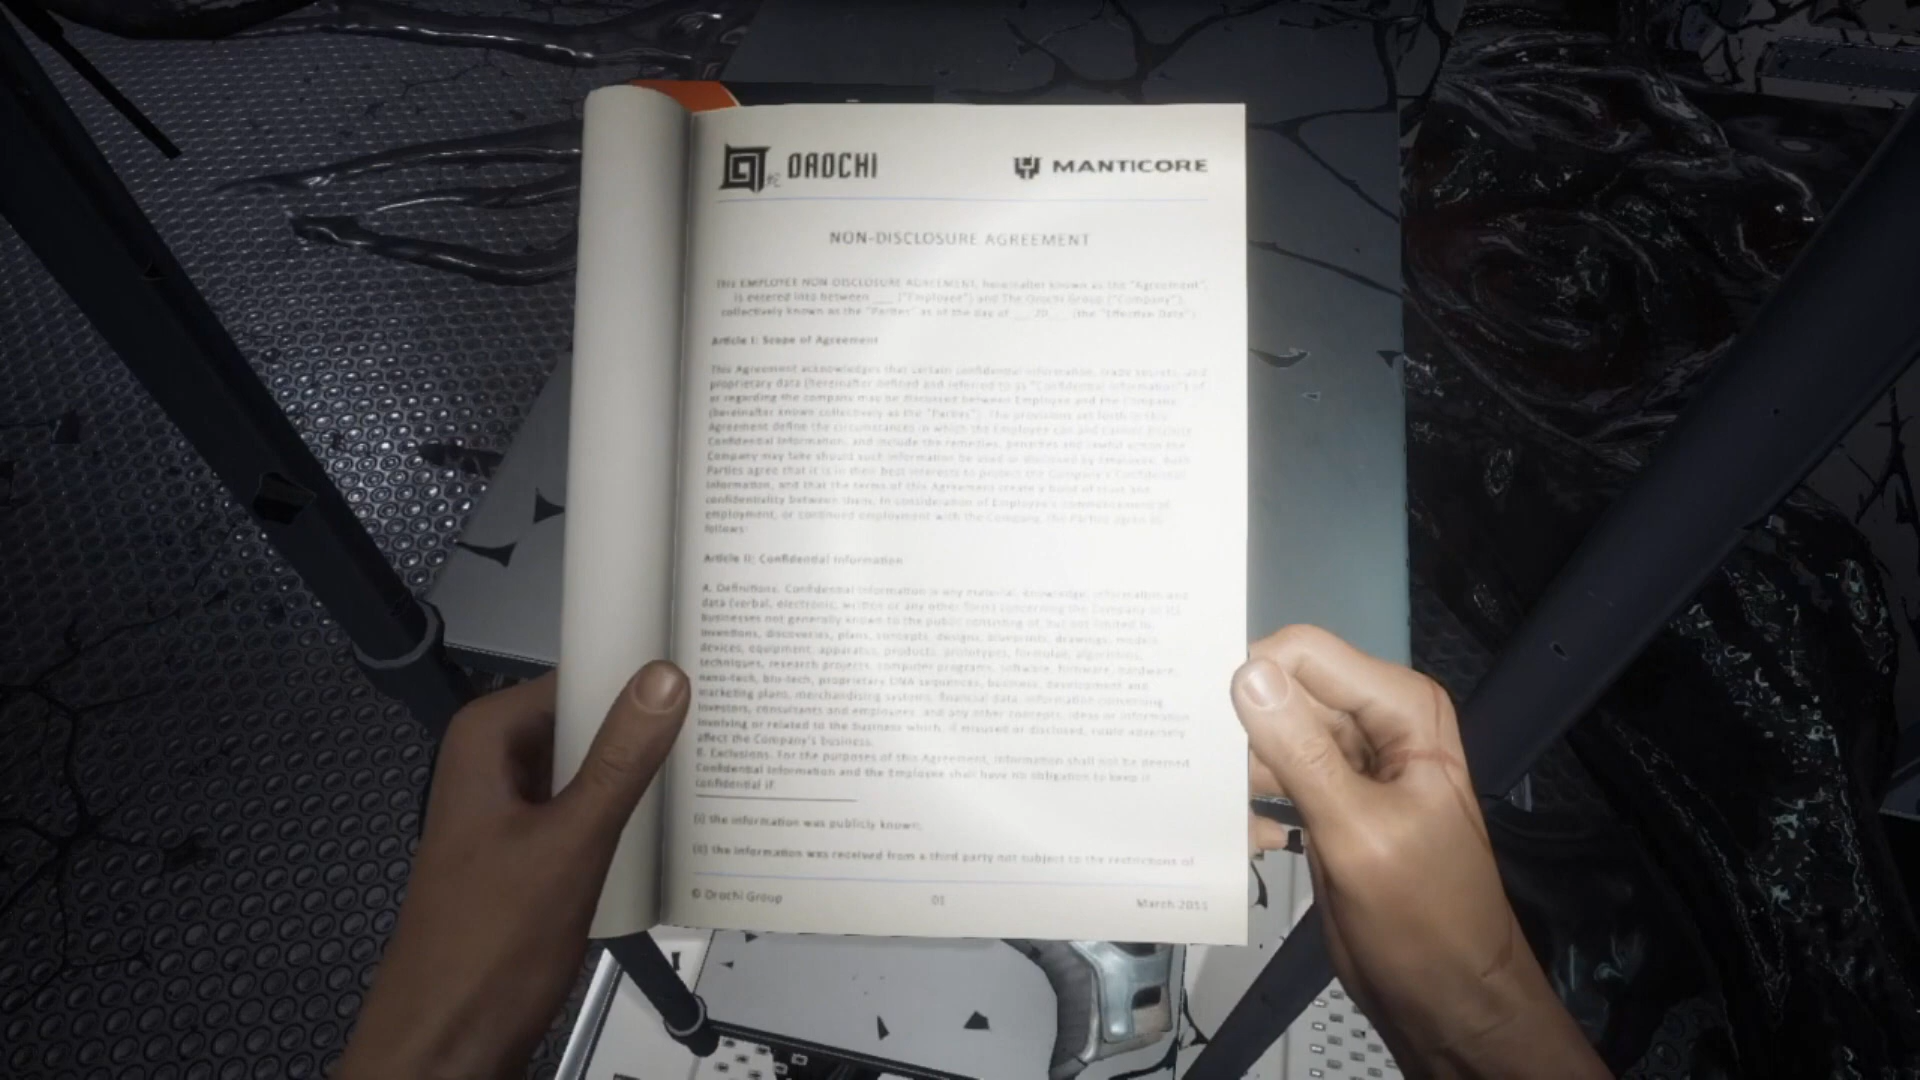 OROCHI
MANTICORE
NON-DISCLOSURE AGREEMENT
This EMPLOYEE NON-DISCLOSURE AGREEMENT, hereinafter known as the "Agreement",
is entered into between ___ ("Employee") and The Orochi Group ("Company"),
collectively known as the "Parties" as of the day of __, 20__ (the "Effective Date").
Article I: Scope of Agreement
This Agreement acknowledges that certain confidential information, trade secrets, and
proprietary data (hereinafter defined and referred to as "Confidential Information") of
or regarding the company may be discussed between Employee and the Company
(hereinafter known collectively as the "Parties"). The provisions set forth in this
Agreement define the circumstances in which the Employee can and cannot disclose
Confidential Information, and include the remedies, penalties and lawful action the
Company may take should such information be used or disclosed by Employee. Both
Parties agree that it is in their best interests to protect the Company's Confidential
Information, and that the terms of this Agreement create a bond of trust and
confidentiality between them. In consideration of Employee's commencement of
employment, or continued employment with the Company, the Parties agree as
follows:
Article II: Confidential Information
A. Definitions. Confidential Information is any material, knowledge, information and
data (verbal, electronic, written or any other form) concerning the Company or its
businesses not generally known to the public consisting of, but not limited to,
inventions, discoveries, plans, concepts, designs, blueprints, drawings, models,
devices, equipment, apparatus, products, prototypes, formulae, algorithms,
techniques, research projects, computer programs, software, firmware, hardware,
nano-tech, bio-tech, proprietary DNA sequences, business, development and
marketing plans, merchandising systems, financial data, information concerning
investors, consultants and employees, and any other concepts, ideas or information
involving or related to the business which, if misused or disclosed, could adversely
affect the Company's business.
B. Exclusions. For the purposes of this Agreement, information shall not be deemed
Confidential Information and the Employee shall have no obligation to keep it
confidential if:
(i) the information was publicly known;
(ii) the information was received from a third party not subject to the restrictions of
© Orochi Group
01
March 2011